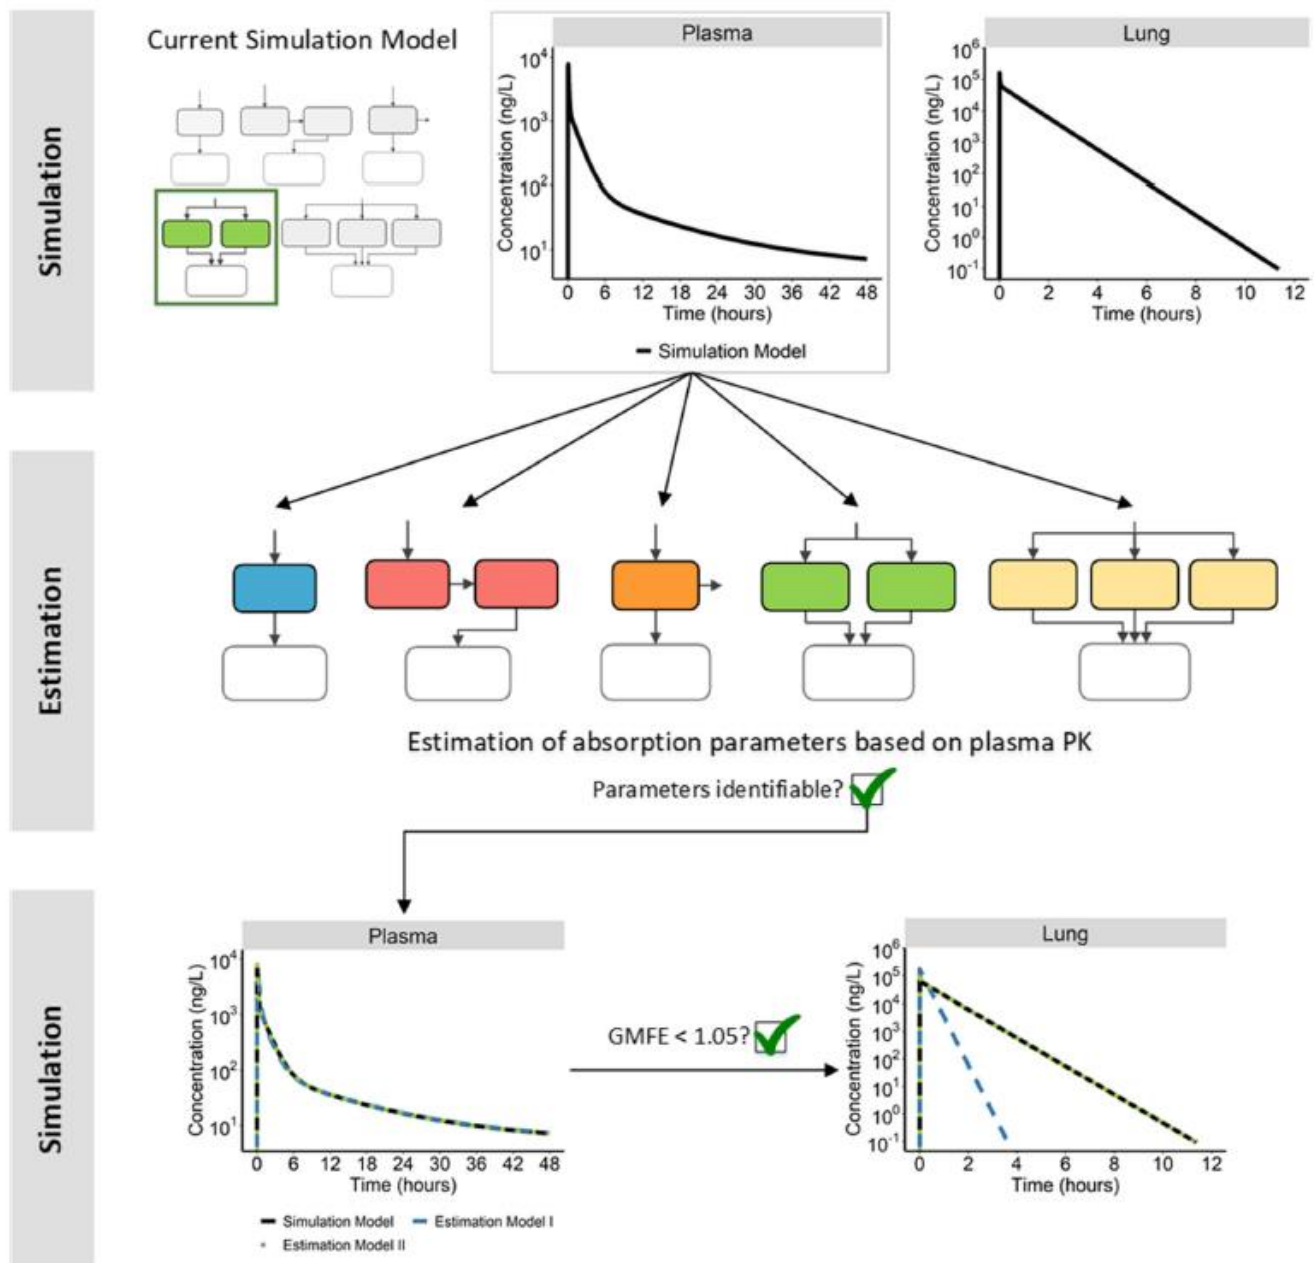 Simulation
Current Simulation Model
Plasma
Concentration (ng/L)
10⁴
10³
10²
10¹
0 6 12 18 24 30 36 42 48
Time (hours)
Simulation Model
Lung
Concentration (ng/L)
10⁶
10⁵
10⁴
10³
10²
10¹
10⁰
10⁻¹
0 2 4 6 8 10 12
Time (hours)
Estimation
Estimation of absorption parameters based on plasma PK
Parameters identifiable?
Simulation
Plasma
Concentration (ng/L)
10⁴
10³
10²
10¹
0 6 12 18 24 30 36 42 48
Time (hours)
Simulation Model Estimation Model I
Estimation Model II
GMFE < 1.05?
Lung
Concentration (ng/L)
10⁶
10⁵
10⁴
10³
10²
10¹
10⁰
10⁻¹
0 2 4 6 8 10 12
Time (hours)